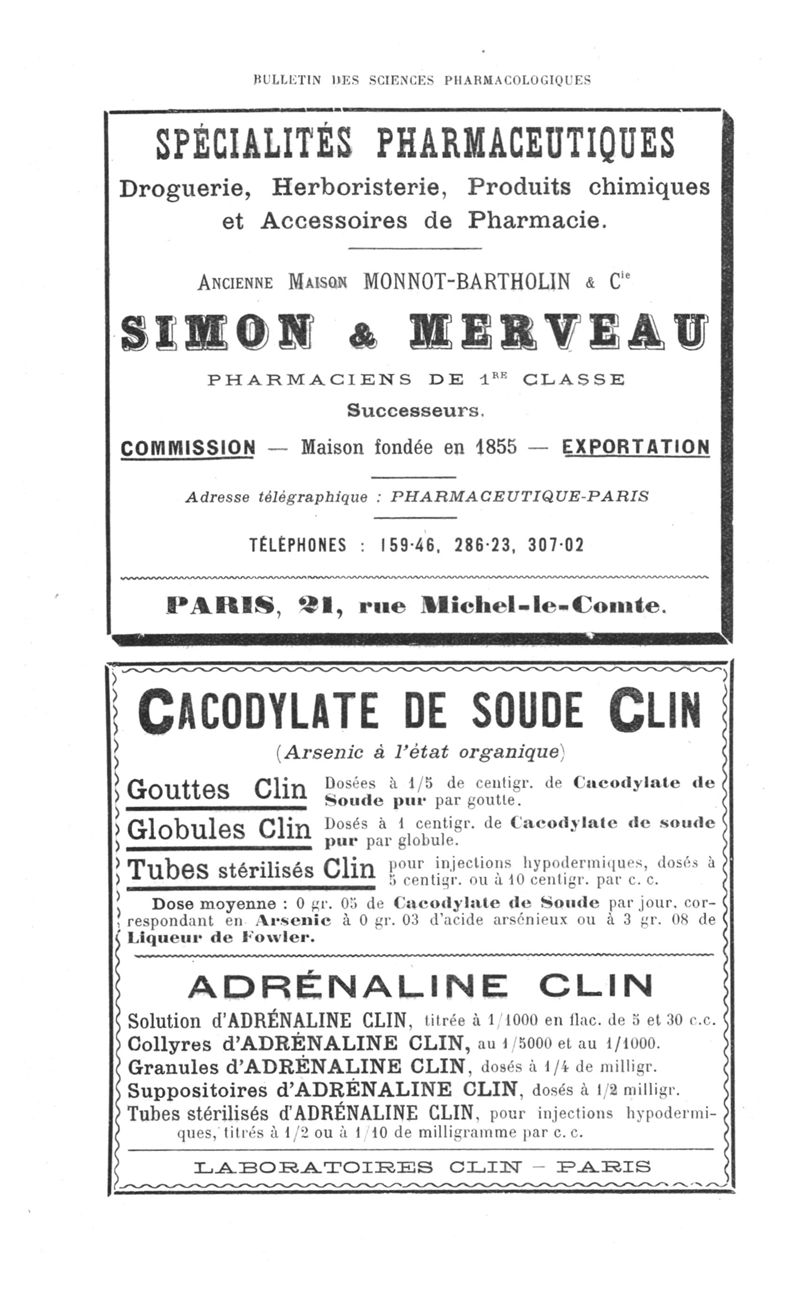 BULLETIN DES SCIENCES PHARMACOLOGIQUES
SPÉCIALITÉS PHARMACEUTIQUES
Droguerie, Herboristerie, Produits chimiques
et Accessoires de Pharmacie.
ANCIENNE MAISON MONNOT-BARTHOLIN & Cie
SIMON & MERVEAU
PHARMACIENS DE 1RE CLASSE
Successeurs.
COMMISSION — Maison fondée en 1855 — EXPORTATION
Adresse télégraphique : PHARMACEUTIQUE-PARIS
TÉLÉPHONES : 159·46, 286·23, 307·02
PARIS, 21, rue Michel-le-Comte.
CACODYLATE DE SOUDE CLIN
(Arsenic à l'état organique)
Gouttes Clin Dosées à 1/5 de centigr. de Cacodylate de
Soude pur par goutte.
Globules Clin Dosés à 1 centigr. de Cacodylate de soude
pur par globule.
Tubes stérilisés Clin pour injections hypodermiques, dosés à
5 centigr. ou à 10 centigr. par c. c.
Dose moyenne : 0 gr. 05 de Cacodylate de Soude par jour, cor-
respondant en Arsenic à 0 gr. 03 d'acide arsénieux ou à 3 gr. 08 de
Liqueur de Fowler.
ADRÉNALINE CLIN
Solution d'ADRÉNALINE CLIN, titrée à 1/1000 en flac. de 5 et 30 c.c.
Collyres d'ADRÉNALINE CLIN, au 1/5000 et au 1/1000.
Granules d'ADRÉNALINE CLIN, dosés à 1/4 de milligr.
Suppositoires d'ADRÉNALINE CLIN, dosés à 1/2 milligr.
Tubes stérilisés d'ADRÉNALINE CLIN, pour injections hypodermi-
ques, titrés à 1/2 ou à 1/10 de milligramme par c. c.
LABORATOIRES CLIN — PARIS